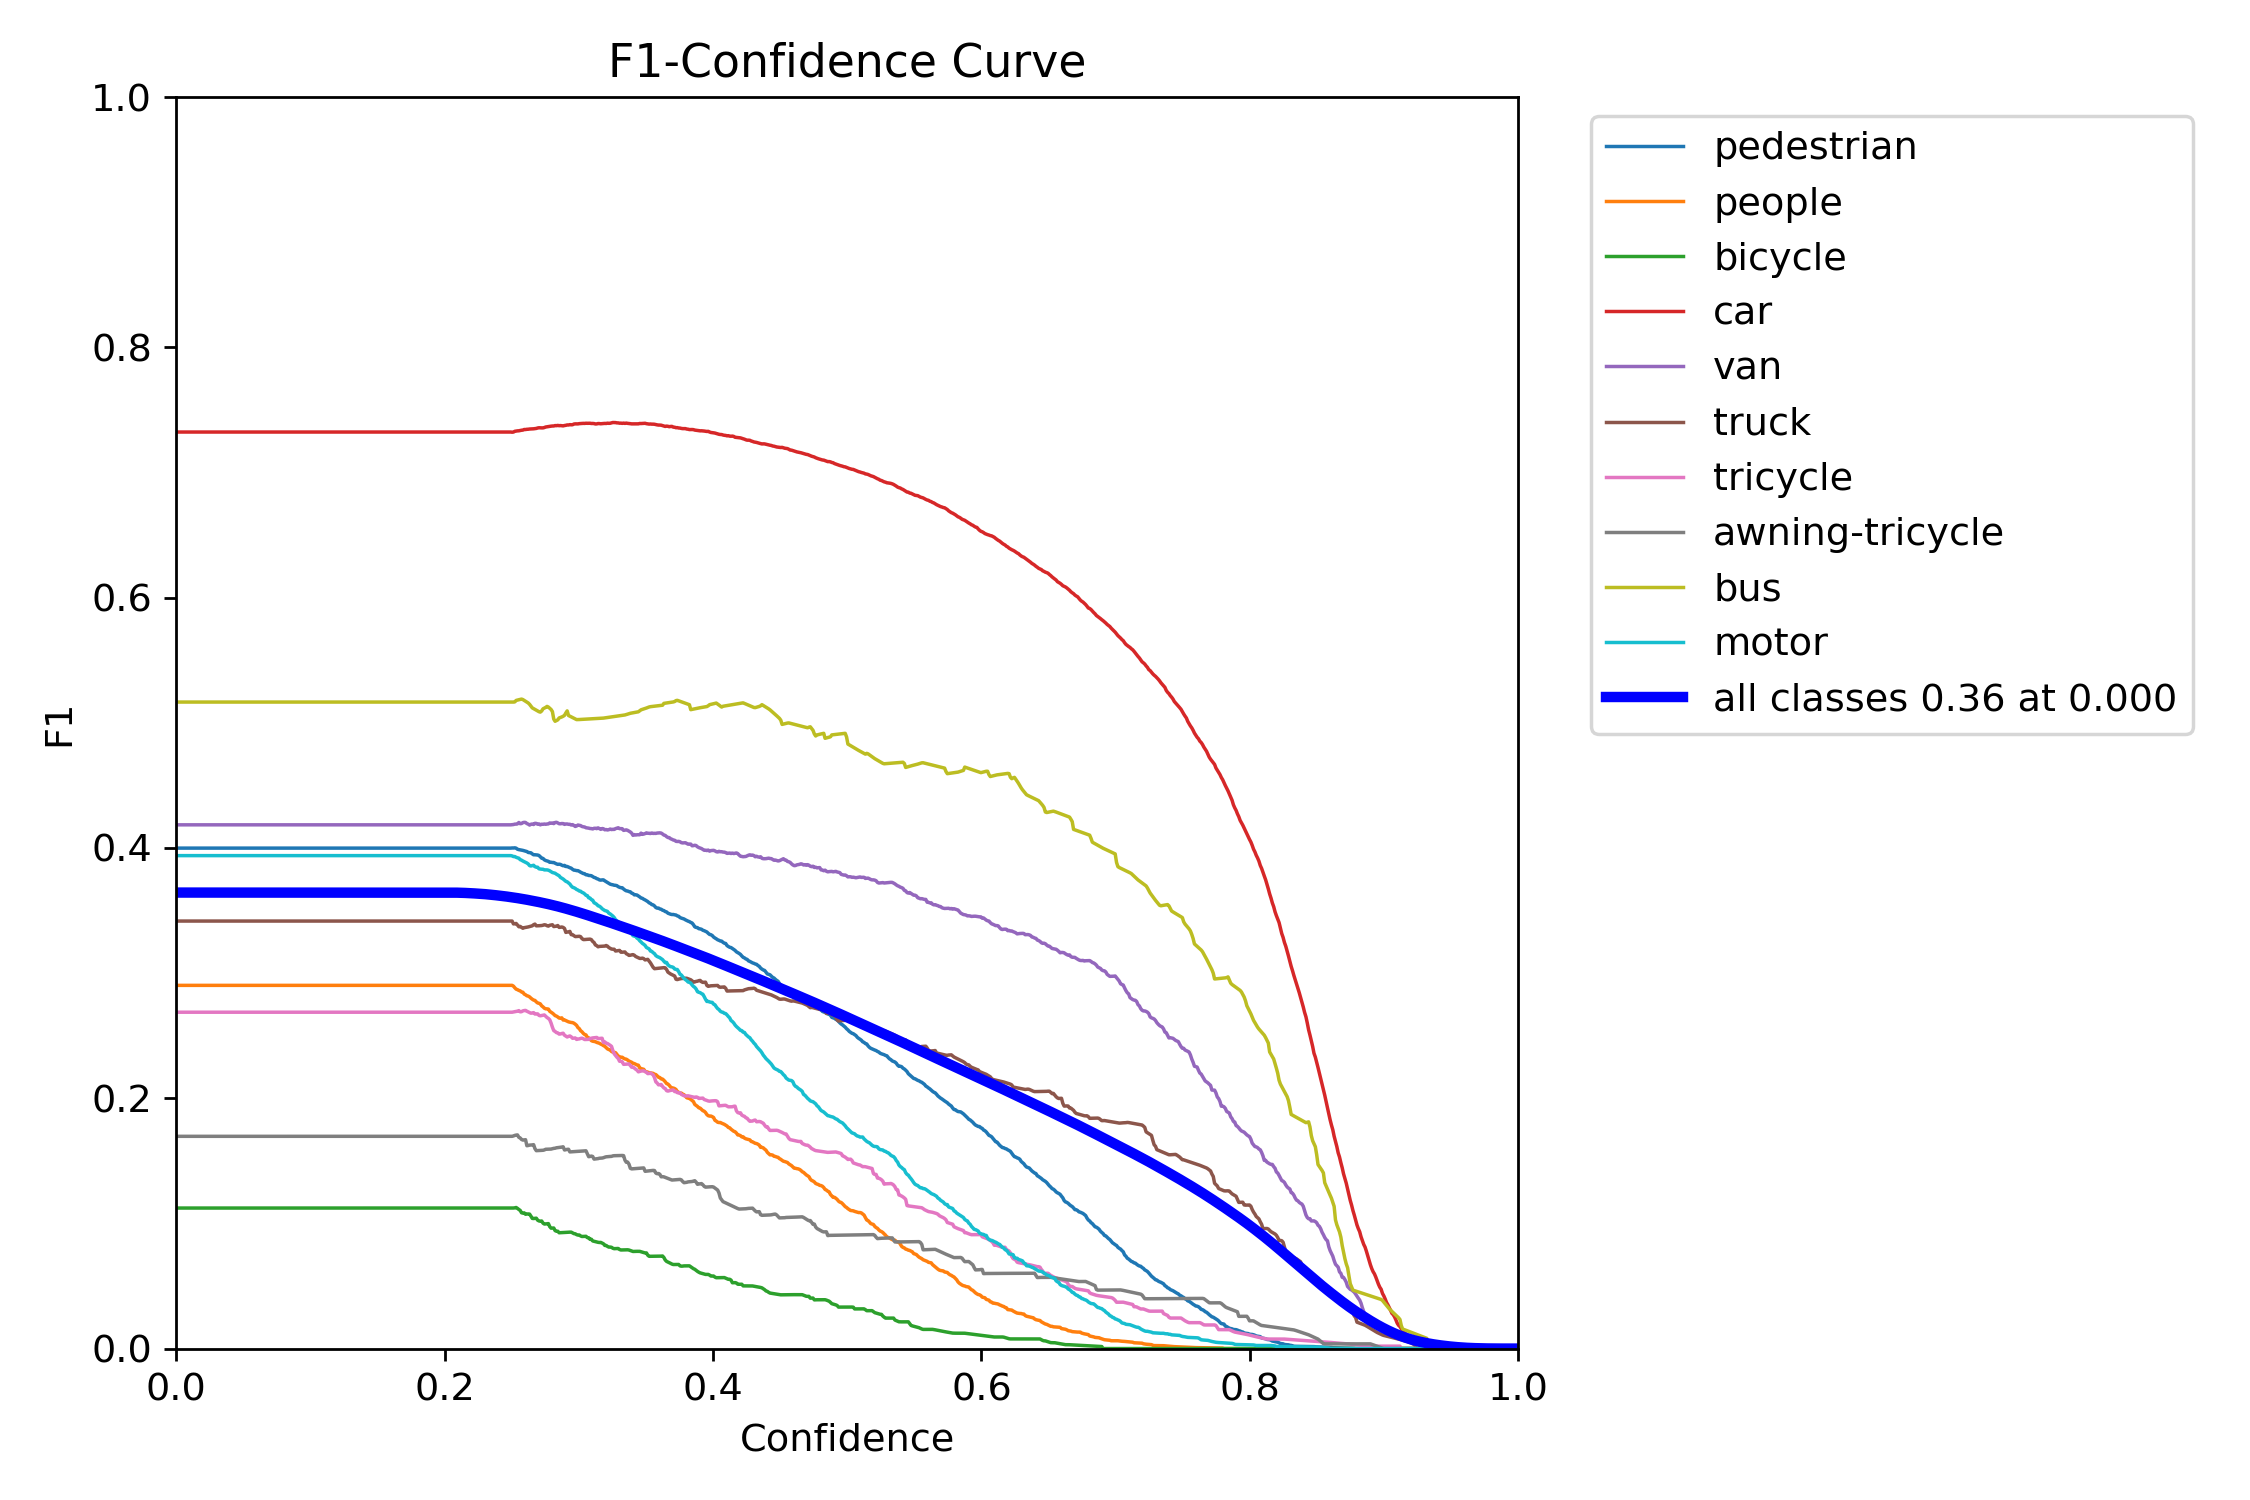 F1-Confidence Curve
1.0
0.8
0.6
0.4
0.2
0.0
F1
0.0 0.2 0.4 0.6 0.8 1.0
Confidence
pedestrian
people
bicycle
car
van
truck
tricycle
awning-tricycle
bus
motor
all classes 0.36 at 0.000